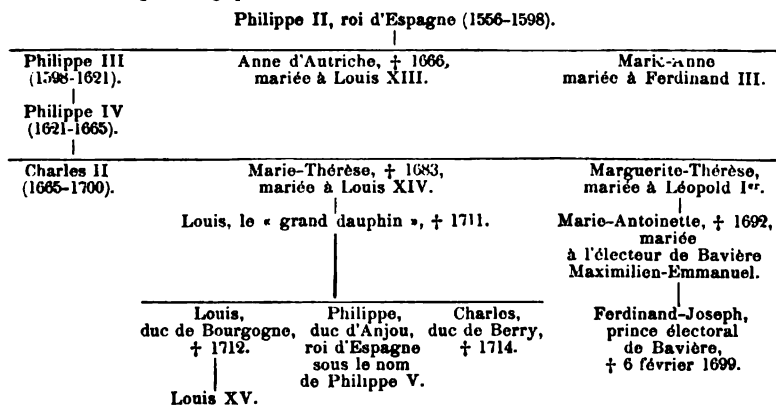 Philippe II, roi d'Espagne (1556-1598).
Philippe III
(1598-1621).
Anne d'Autriche, † 1666,
mariée à Louis XIII.
Marie-Anne
mariée à Ferdinand III.
Philippe IV
(1621-1665).
Charles II
(1665-1700).
Marie-Thérèse, † 1683,
mariée à Louis XIV.
Marguerite-Thérèse,
mariée à Léopold Ier.
Louis, le « grand dauphin », † 1711.
Marie-Antoinette, † 1692,
mariée
à l'électeur de Bavière
Maximilien-Emmanuel.
Louis,
duc de Bourgogne,
† 1712.
Philippe,
duc d'Anjou,
roi d'Espagne
sous le nom
de Philippe V.
Charles,
duc de Berry,
† 1714.
Ferdinand-Joseph,
prince électoral
de Bavière,
† 6 février 1699.
Louis XV.